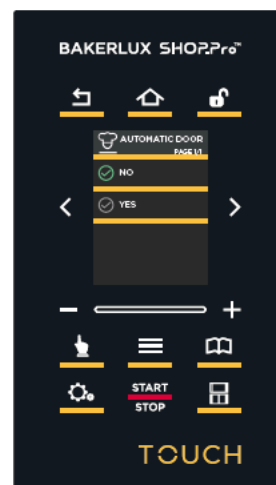 BAKERLUX SHOP.Pro™
AUTOMATIC DOOR
PAGE 1/1
NO
YES
START
STOP
TOUCH